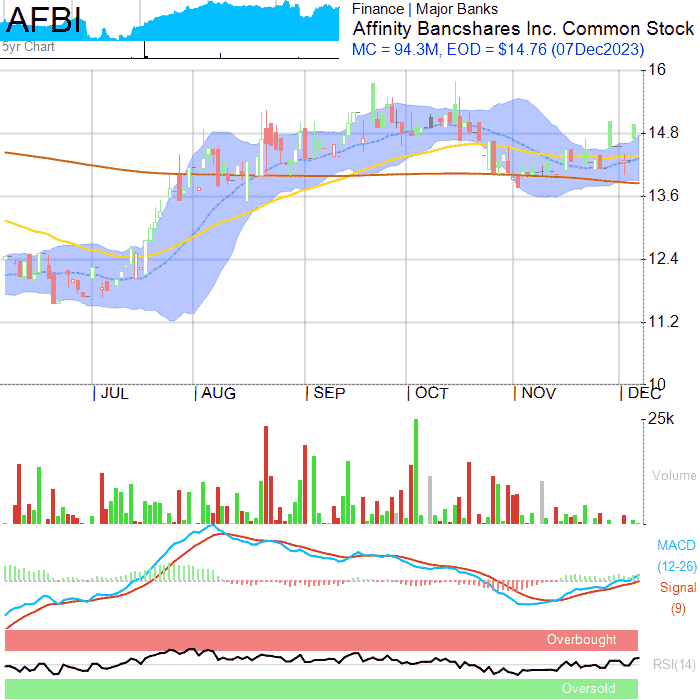 AFBI
5yr Chart
Finance | Major Banks
Affinity Bancshares Inc. Common Stock
MC = 94.3M, EOD = $14.76 (07Dec2023)
16
14.8
13.6
12.4
11.2
10
JUL AUG SEP OCT NOV DEC
25k
Volume
MACD
(12-26)
Signal
(9)
Overbought
RSI(14)
Oversold